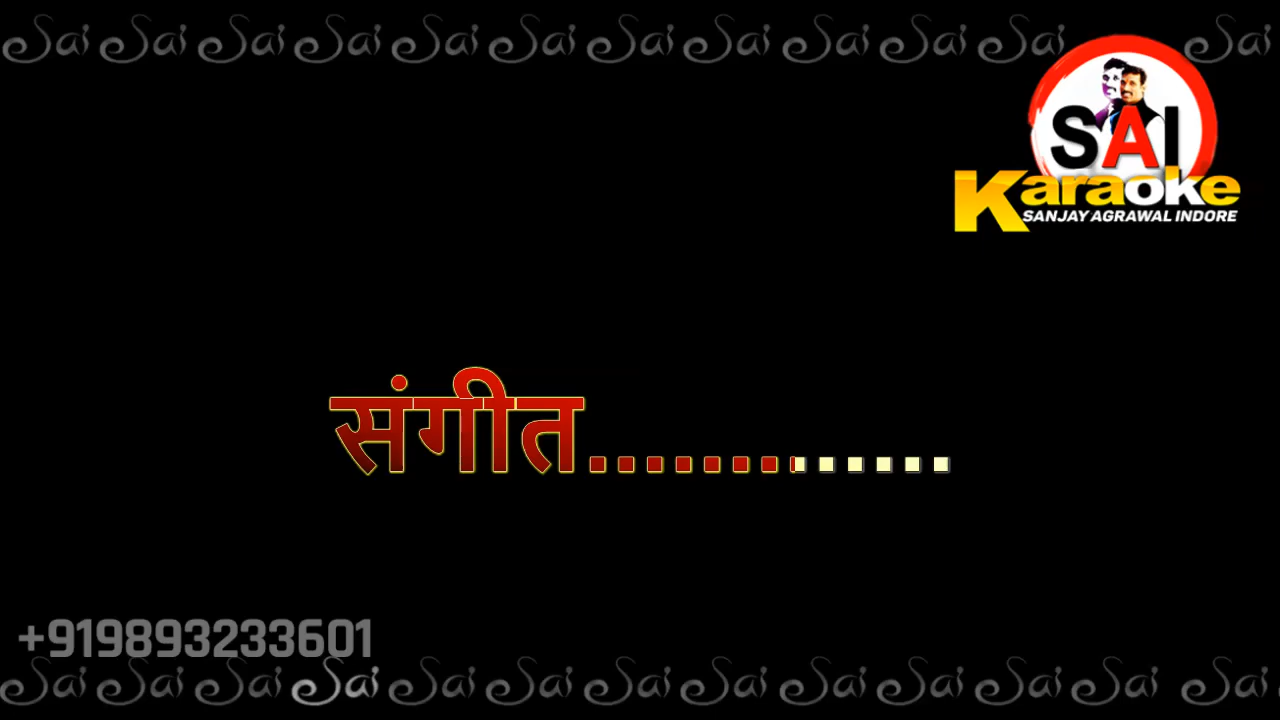 Sai Sai Sai Sai Sai Sai Sai Sai Sai Sai Sai Sai
SAI
Karaoke
SANJAY AGRAWAL INDORE
संगीत.............
+919893233601
Sai Sai Sai Sai Sai Sai Sai Sai Sai Sai Sai Sai Sai